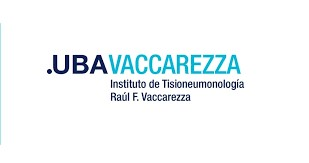 .UBAVACCAREZZA
Instituto de Tisioneumonología
Raúl F. Vaccarezza